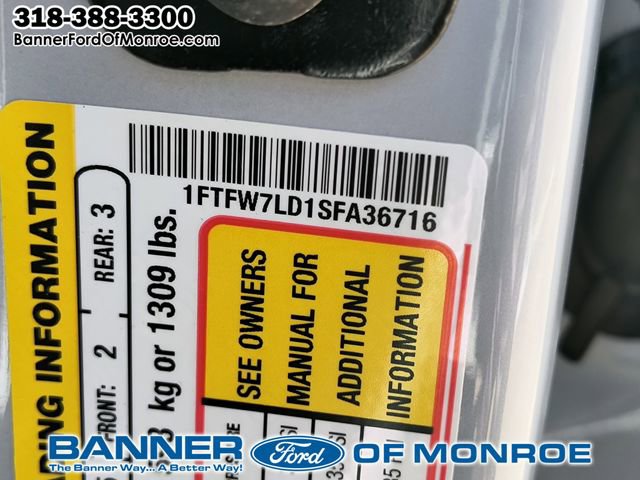 318-388-3300
BannerFordOfMonroe.com
1FTFW7LD1SFA36716
INFORMATION
FRONT: 2
REAR: 3
kg or 1309 lbs.
SEE OWNERS
MANUAL FOR
ADDITIONAL
INFORMATION
BANNER Ford OF MONROE
The Banner Way... A Better Way!